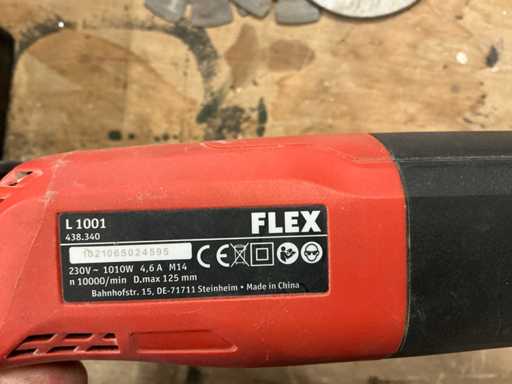 L 1001
FLEX
438.340
1021065024595
230V~ 1010W 4,6 A M14
n 10000/min D.max 125 mm
Bahnhofstr. 15, DE-71711 Steinheim • Made in China